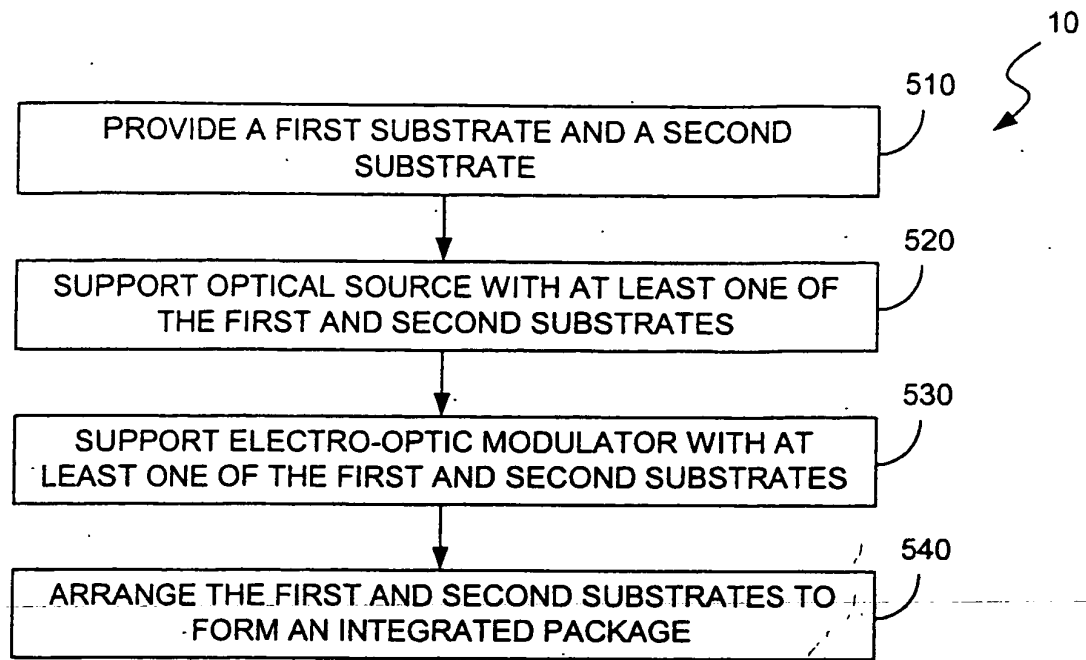 10
510
PROVIDE A FIRST SUBSTRATE AND A SECOND
SUBSTRATE
520
SUPPORT OPTICAL SOURCE WITH AT LEAST ONE OF
THE FIRST AND SECOND SUBSTRATES
530
SUPPORT ELECTRO-OPTIC MODULATOR WITH AT
LEAST ONE OF THE FIRST AND SECOND SUBSTRATES
540
ARRANGE THE FIRST AND SECOND SUBSTRATES TO
FORM AN INTEGRATED PACKAGE